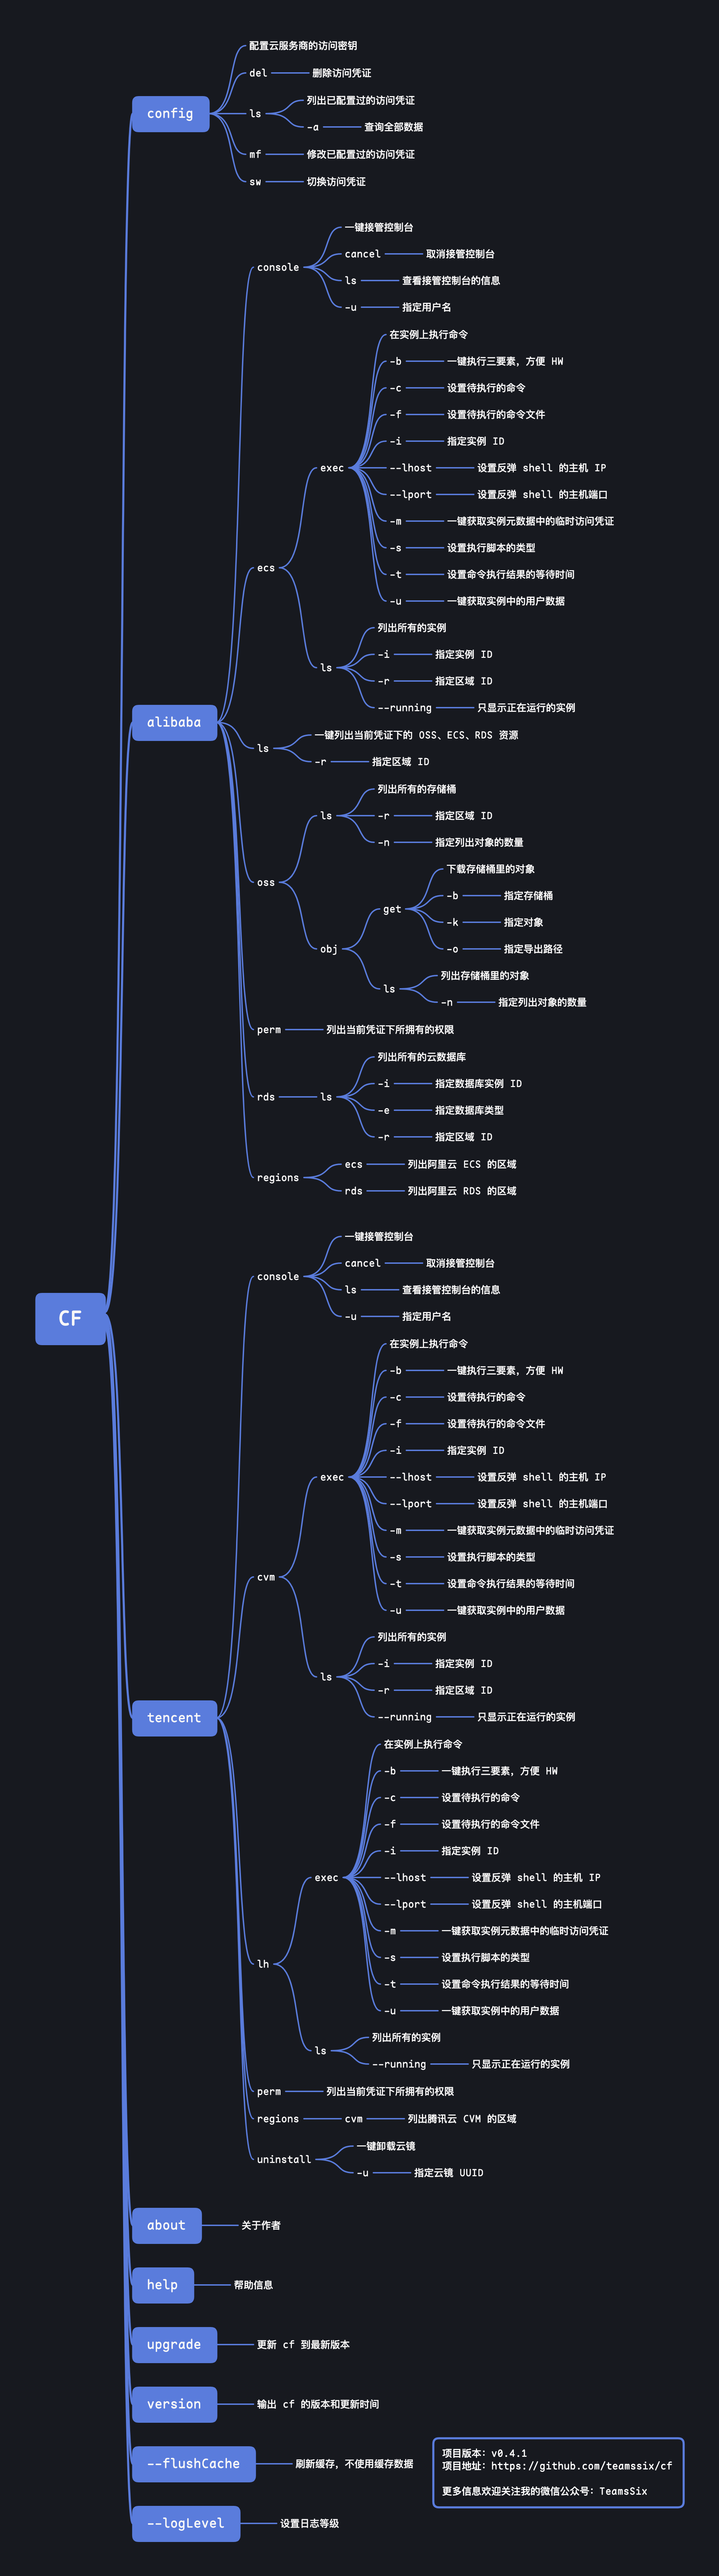 CF
config
配置云服务商的访问密钥
del 删除访问凭证
ls
列出已配置过的访问凭证
-a 查询全部数据
mf 修改已配置过的访问凭证
sw 切换访问凭证
alibaba
console
一键接管控制台
cancel 取消接管控制台
ls 查看接管控制台的信息
-u 指定用户名
ecs
exec
在实例上执行命令
-b 一键执行三要素，方便 HW
-c 设置待执行的命令
-f 设置待执行的命令文件
-i 指定实例 ID
--lhost 设置反弹 shell 的主机 IP
--lport 设置反弹 shell 的主机端口
-m 一键获取实例元数据中的临时访问凭证
-s 设置执行脚本的类型
-t 设置命令执行结果的等待时间
-u 一键获取实例中的用户数据
ls
列出所有的实例
-i 指定实例 ID
-r 指定区域 ID
--running 只显示正在运行的实例
ls
一键列出当前凭证下的 OSS、ECS、RDS 资源
-r 指定区域 ID
oss
ls
列出所有的存储桶
-r 指定区域 ID
-n 指定列出对象的数量
obj
get
下载存储桶里的对象
-b 指定存储桶
-k 指定对象
-o 指定导出路径
ls
列出存储桶里的对象
-n 指定列出对象的数量
perm 列出当前凭证下所拥有的权限
rds
ls
列出所有的云数据库
-i 指定数据库实例 ID
-e 指定数据库类型
-r 指定区域 ID
regions
ecs 列出阿里云 ECS 的区域
rds 列出阿里云 RDS 的区域
tencent
console
一键接管控制台
cancel 取消接管控制台
ls 查看接管控制台的信息
-u 指定用户名
cvm
exec
在实例上执行命令
-b 一键执行三要素，方便 HW
-c 设置待执行的命令
-f 设置待执行的命令文件
-i 指定实例 ID
--lhost 设置反弹 shell 的主机 IP
--lport 设置反弹 shell 的主机端口
-m 一键获取实例元数据中的临时访问凭证
-s 设置执行脚本的类型
-t 设置命令执行结果的等待时间
-u 一键获取实例中的用户数据
ls
列出所有的实例
-i 指定实例 ID
-r 指定区域 ID
--running 只显示正在运行的实例
lh
exec
在实例上执行命令
-b 一键执行三要素，方便 HW
-c 设置待执行的命令
-f 设置待执行的命令文件
-i 指定实例 ID
--lhost 设置反弹 shell 的主机 IP
--lport 设置反弹 shell 的主机端口
-m 一键获取实例元数据中的临时访问凭证
-s 设置执行脚本的类型
-t 设置命令执行结果的等待时间
-u 一键获取实例中的用户数据
ls
列出所有的实例
--running 只显示正在运行的实例
perm 列出当前凭证下所拥有的权限
regions cvm 列出腾讯云 CVM 的区域
uninstall
一键卸载云镜
-u 指定云镜 UUID
about 关于作者
help 帮助信息
upgrade 更新 cf 到最新版本
version 输出 cf 的版本和更新时间
--flushCache 刷新缓存，不使用缓存数据
--logLevel 设置日志等级
项目版本：v0.4.1
项目地址：https://github.com/teamssix/cf
更多信息欢迎关注我的微信公众号：TeamsSix